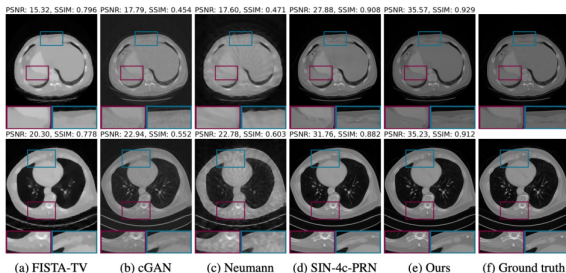 PSNR: 15.32, SSIM: 0.796 PSNR: 17.79, SSIM: 0.454 PSNR: 17.60, SSIM: 0.471 PSNR: 27.88, SSIM: 0.908 PSNR: 35.57, SSIM: 0.929
PSNR: 20.30, SSIM: 0.778 PSNR: 22.94, SSIM: 0.552 PSNR: 22.78, SSIM: 0.603 PSNR: 31.76, SSIM: 0.882 PSNR: 35.23, SSIM: 0.912
(a) FISTA-TV (b) cGAN (c) Neumann (d) SIN-4c-PRN (e) Ours (f) Ground truth